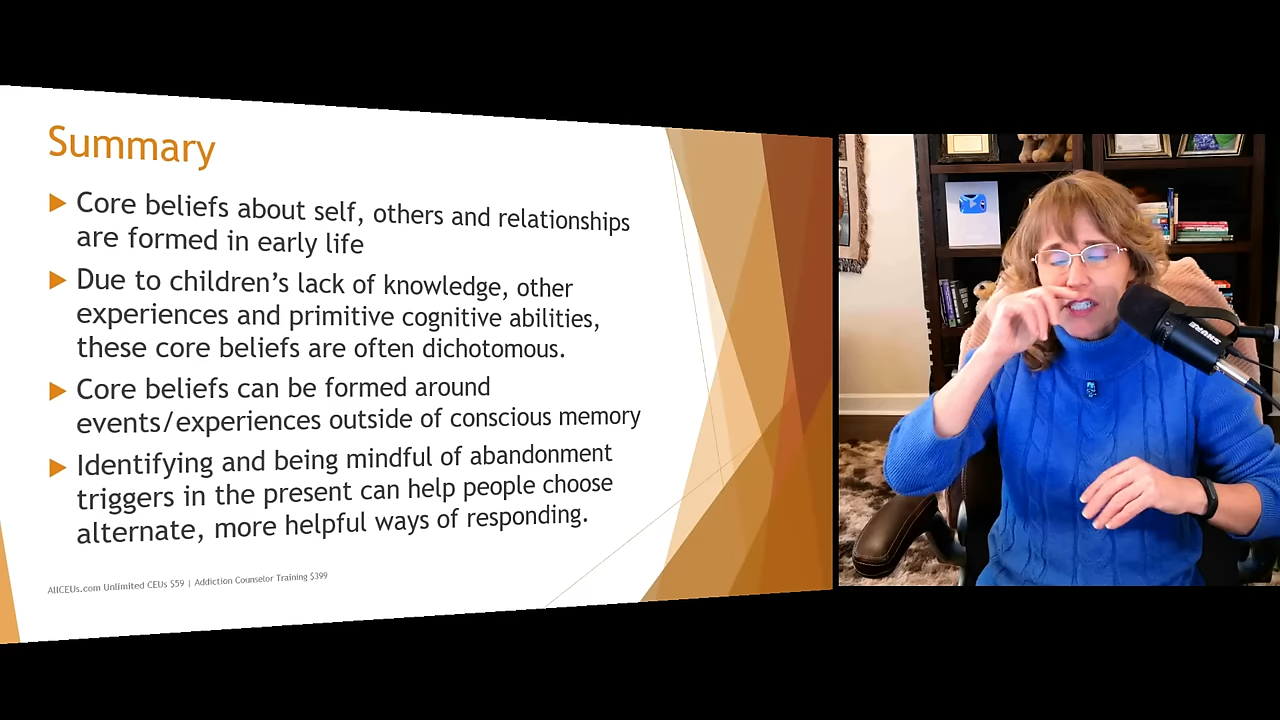 Summary
Core beliefs about self, others and relationships
are formed in early life
Due to children's lack of knowledge, other
experiences and primitive cognitive abilities,
these core beliefs are often dichotomous.
Core beliefs can be formed around
events/experiences outside of conscious memory
Identifying and being mindful of abandonment
triggers in the present can help people choose
alternate, more helpful ways of responding.
AllCEUs.com Unlimited CEUs $59 | Addiction Counselor Training $399
SHURE